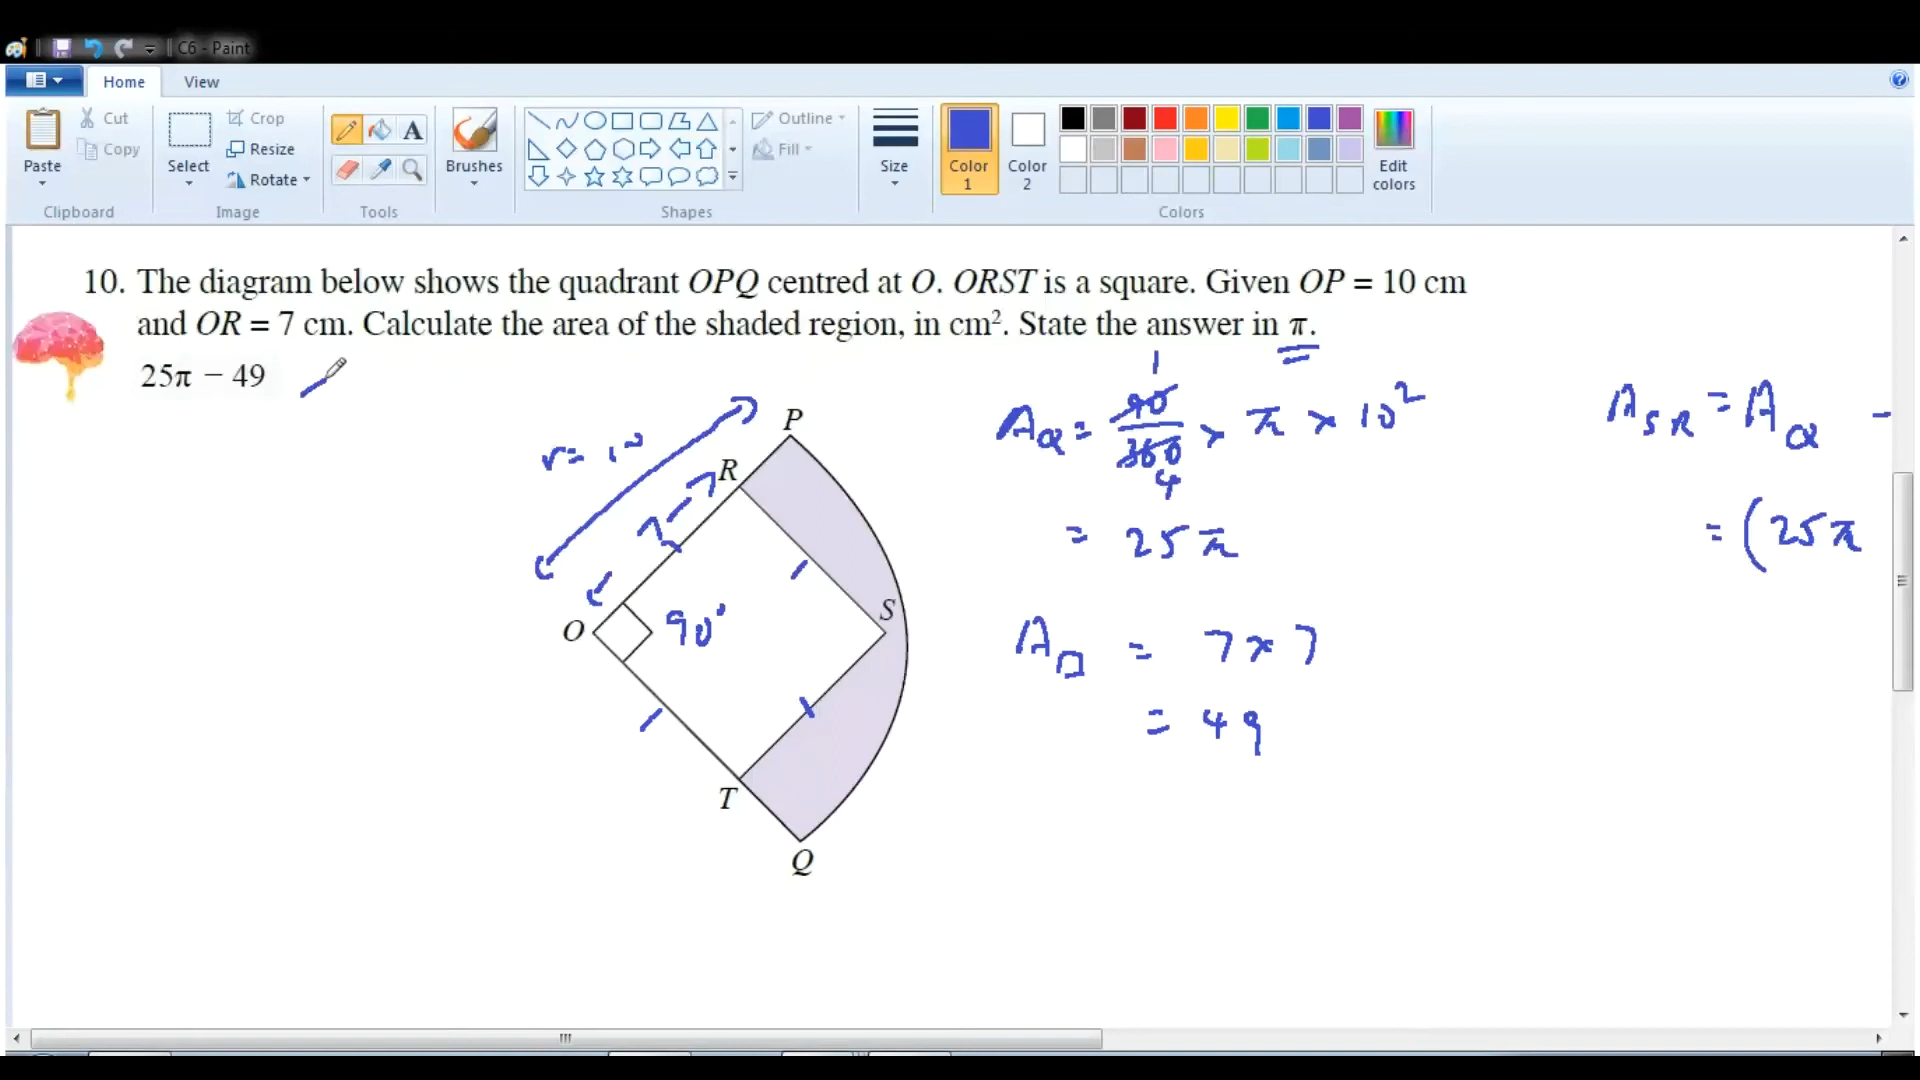 C6 - Paint
Home View
Paste
Cut
Copy
Clipboard
Select
Crop
Resize
Rotate
Image
A
Tools
Brushes
Shapes
Outline
Fill
Size
Color 1
Color 2
Edit colors
Colors
10. The diagram below shows the quadrant OPQ centred at O. ORST is a square. Given OP = 10 cm
and OR = 7 cm. Calculate the area of the shaded region, in cm². State the answer in π.
25π − 49
r = 10
P
R
7
S
O
90°
T
Q
A_Q = 90/360 × π × 10²
1
4
= 25π
A_□ = 7 × 7
= 49
A_SR = A_Q −
= (25π